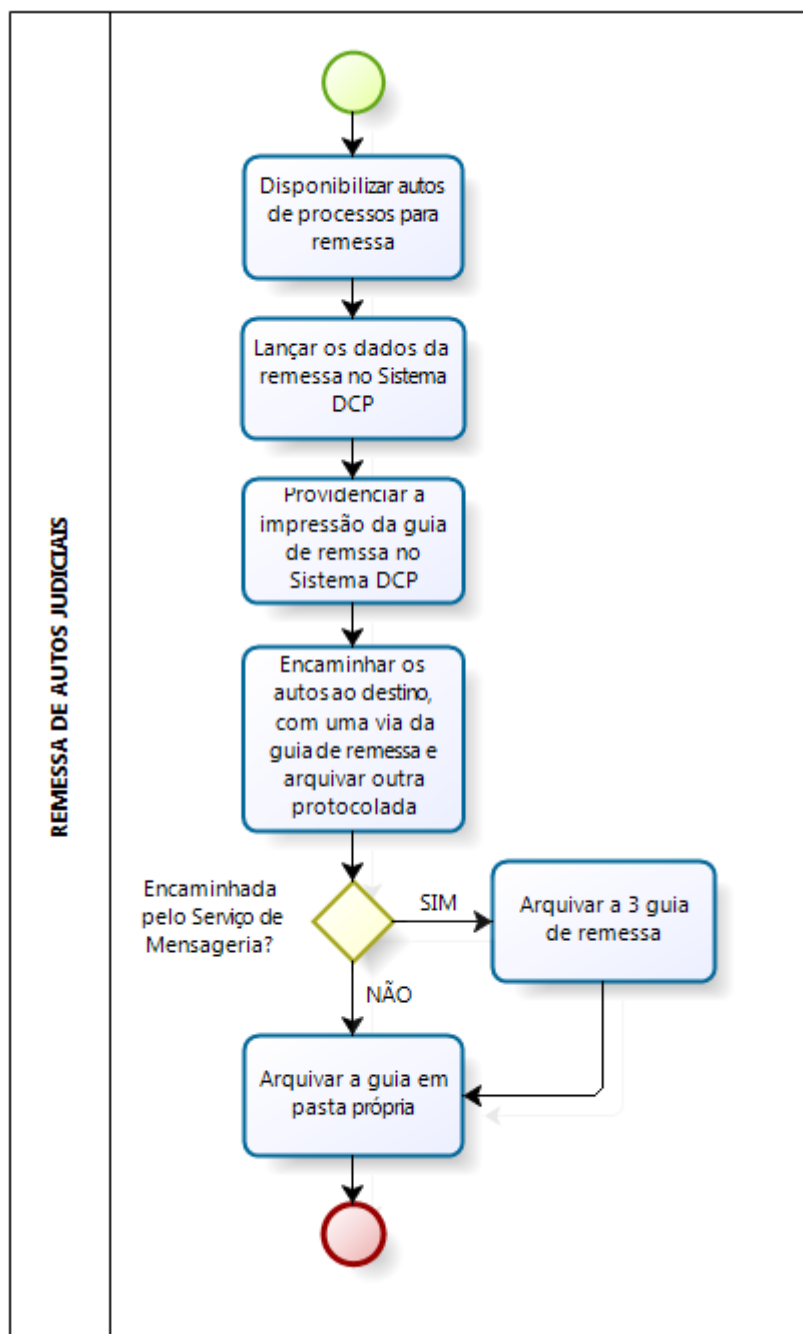 REMESSA DE AUTOS JUDICIAIS
Disponibilizar autos
de processos para
remessa
Lançar os dados da
remessa no Sistema
DCP
Providenciar a
impressão da guia
de remssa no
Sistema DCP
Encaminhar os
autos ao destino,
com uma via da
guia de remessa e
arquivar outra
protocolada
Encaminhada
pelo Serviço de
Mensageria?
SIM
Arquivar a 3 guia
de remessa
NÃO
Arquivar a guia em
pasta própria